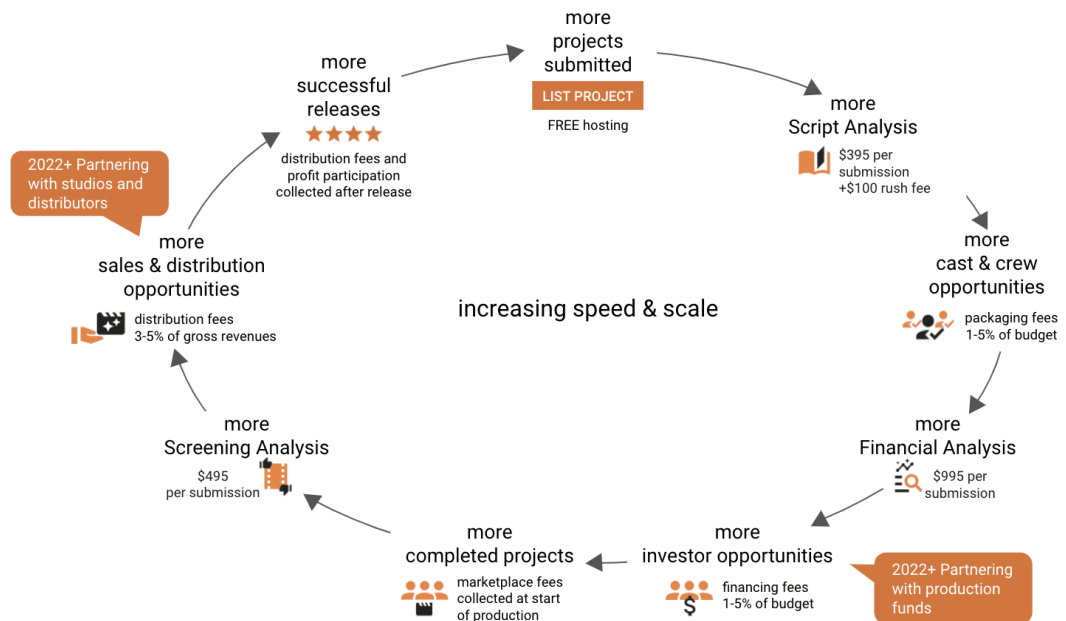 more
projects
submitted
LIST PROJECT
FREE hosting
more
Script Analysis
$395 per
submission
+$100 rush fee
more
cast & crew
opportunities
packaging fees
1-5% of budget
more
Financial Analysis
$995 per
submission
more
investor opportunities
financing fees
1-5% of budget
2022+ Partnering
with production
funds
more
completed projects
marketplace fees
collected at start
of production
more
Screening Analysis
$495
per submission
more
sales & distribution
opportunities
distribution fees
3-5% of gross revenues
2022+ Partnering
with studios and
distributors
more
successful
releases
distribution fees and
profit participation
collected after release
increasing speed & scale